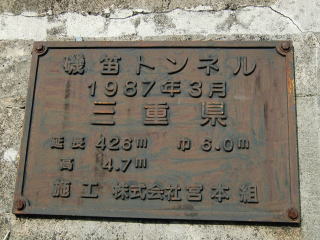 磯笛トンネル
1987年3月
三重県
延長 426m 巾 6.0m
高 4.7m
施工 株式会社宮本組